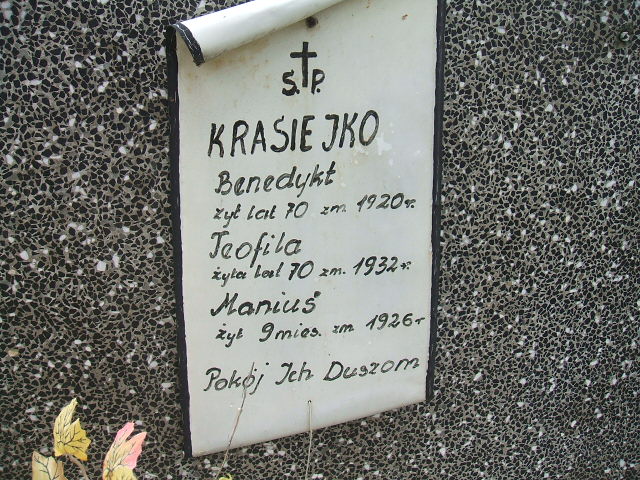 Ś.†P.
KRASIEJKO
Benedykt
żył lat 70 zm. 1920 r.
Teofila
żyła lat 70 zm. 1932 r.
Maniuś
żył 9 mies. zm 1926 r
Pokój Ich Duszom